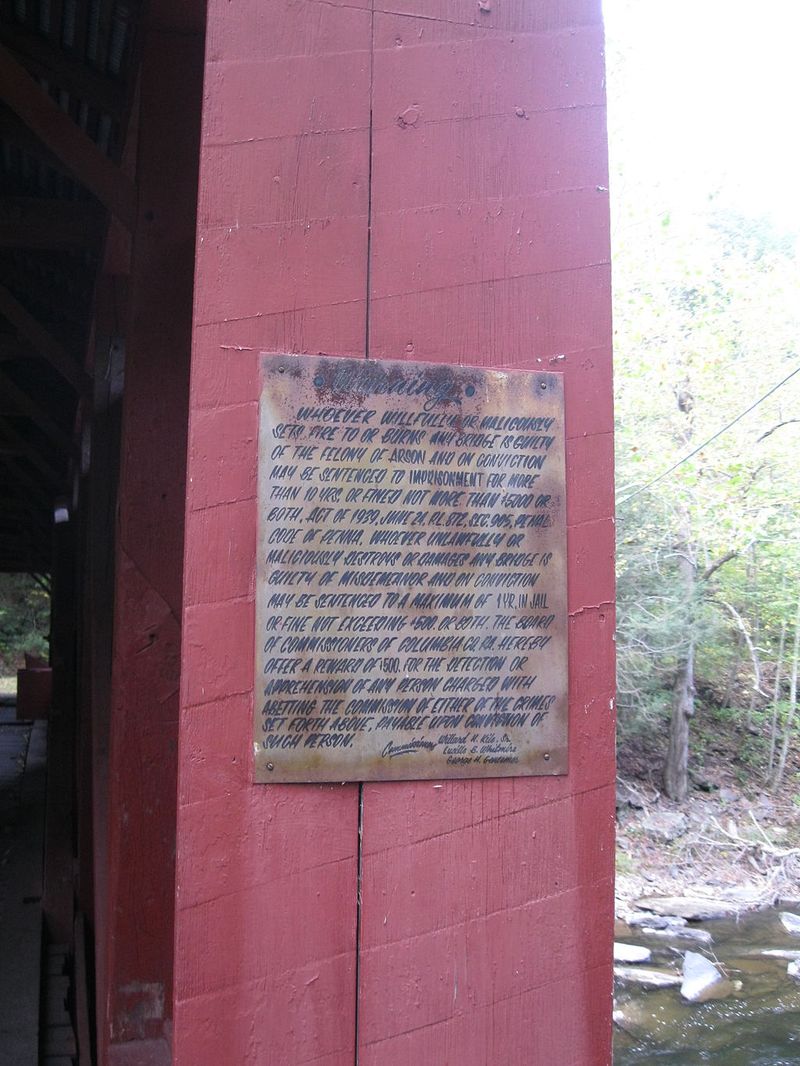 Warning
WHOEVER WILLFULLY OR MALICOUSLY
SETS FIRE TO OR BURNS ANY BRIDGE IS GUILTY
OF THE FELONY OF ARSON AND ON CONVICTION
MAY BE SENTENCED TO IMPRISONMENT FOR MORE
THAN 10 YRS. OR FINED NOT MORE THAN $5000 OR
BOTH, ACT OF 1939, JUNE 24, P.L. 872, SEC. 905, PENAL
CODE OF PENNA. WHOEVER UNLAWFULLY OR
MALICIOUSLY DESTROYS OR DAMAGES ANY BRIDGE IS
GUILTY OF MISDEMEANOR AND ON CONVICTION
MAY BE SENTENCED TO A MAXIMUM OF 1 YR. IN JAIL
OR FINE NOT EXCEEDING $500. OR BOTH. THE BOARD
OF COMMISSIONERS OF COLUMBIA CO. PA. HEREBY
OFFER A REWARD OF $500. FOR THE DETECTION OR
APPREHENSION OF ANY PERSON CHARGED WITH
ABETTING THE COMMISSION OF EITHER OF THE CRIMES
SET FORTH ABOVE, PAYABLE UPON CONVICTION OF
SUCH PERSON.
Commissioners Willard H. Kile, Sr.
Lucille B. Whitmire
George H. Gensemer